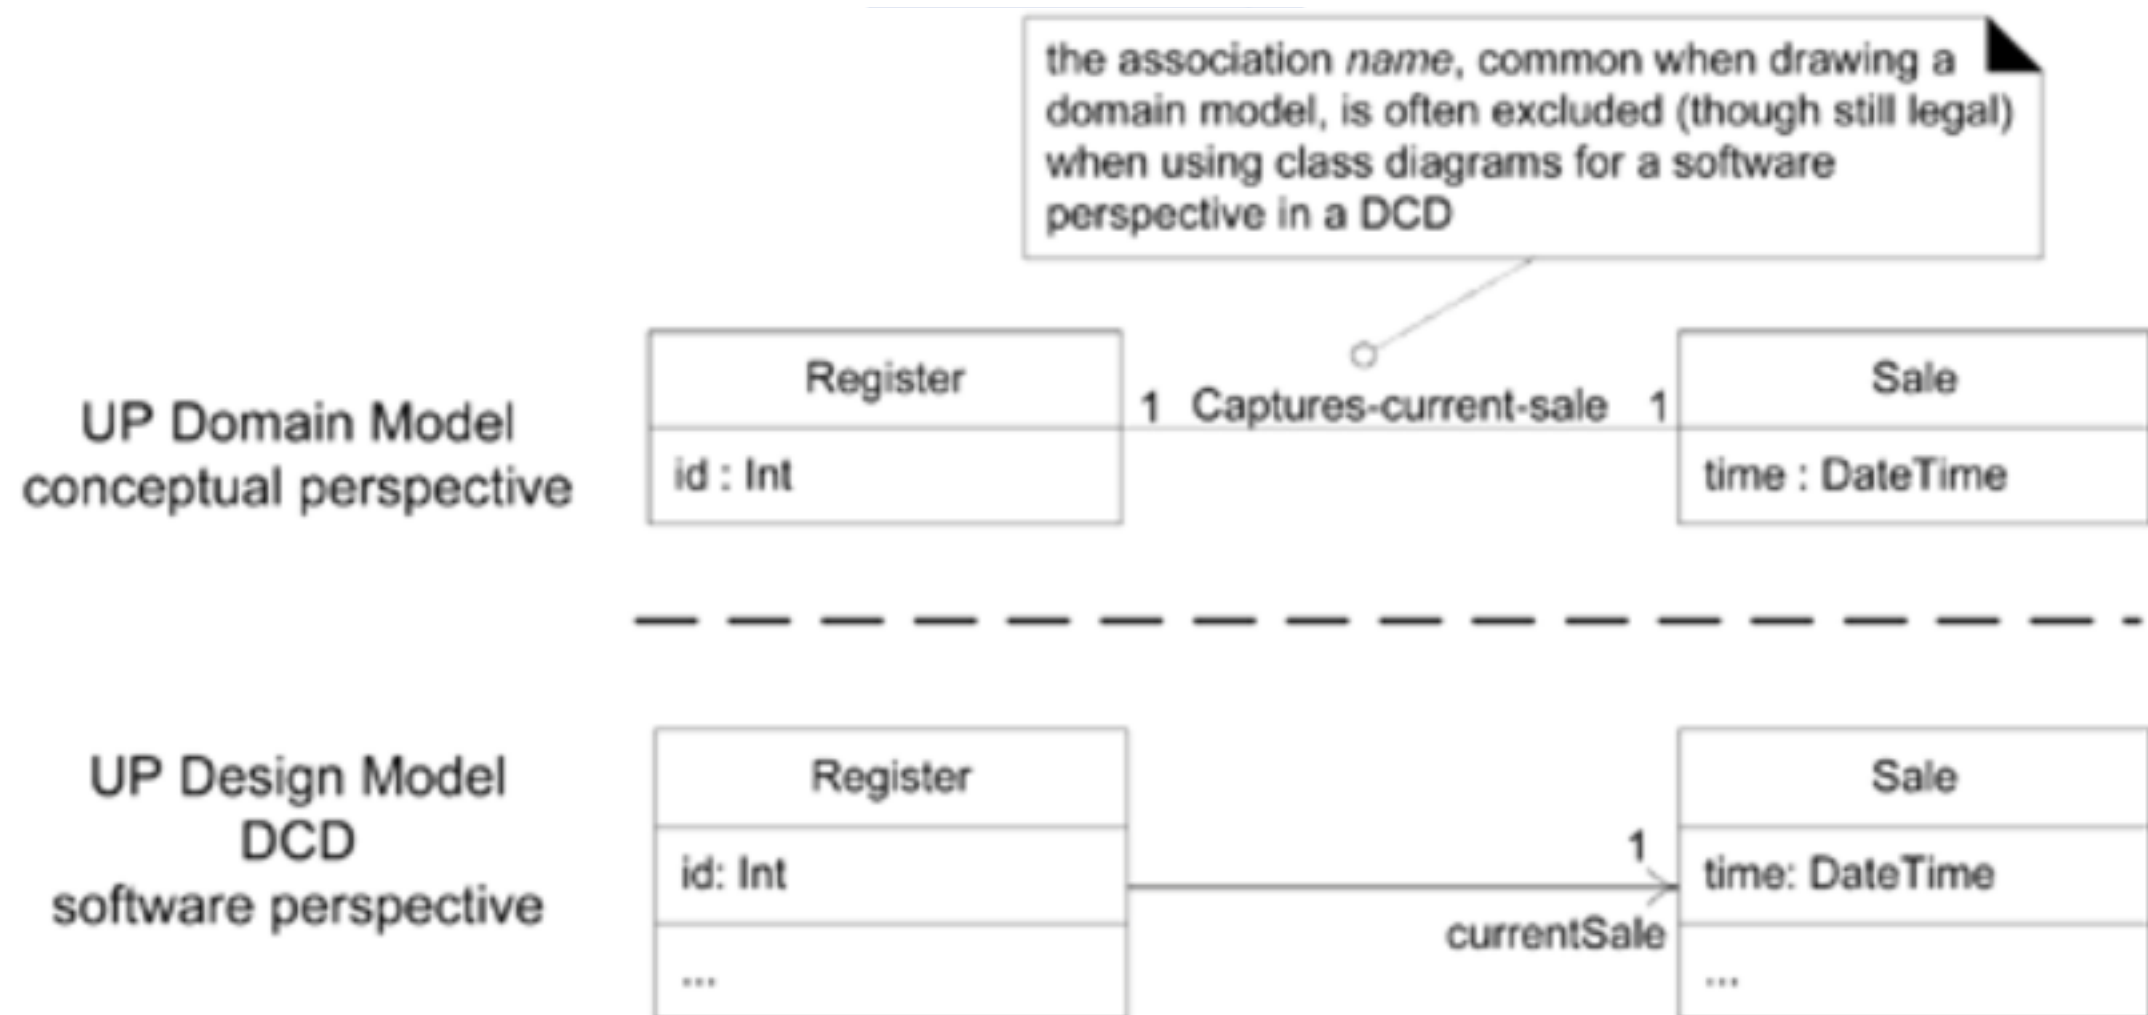 the association name, common when drawing a
domain model, is often excluded (though still legal)
when using class diagrams for a software
perspective in a DCD
UP Domain Model
conceptual perspective
Register
id : Int
1 Captures-current-sale 1
Sale
time : DateTime
UP Design Model
DCD
software perspective
Register
id: Int
...
1
currentSale
Sale
time: DateTime
...